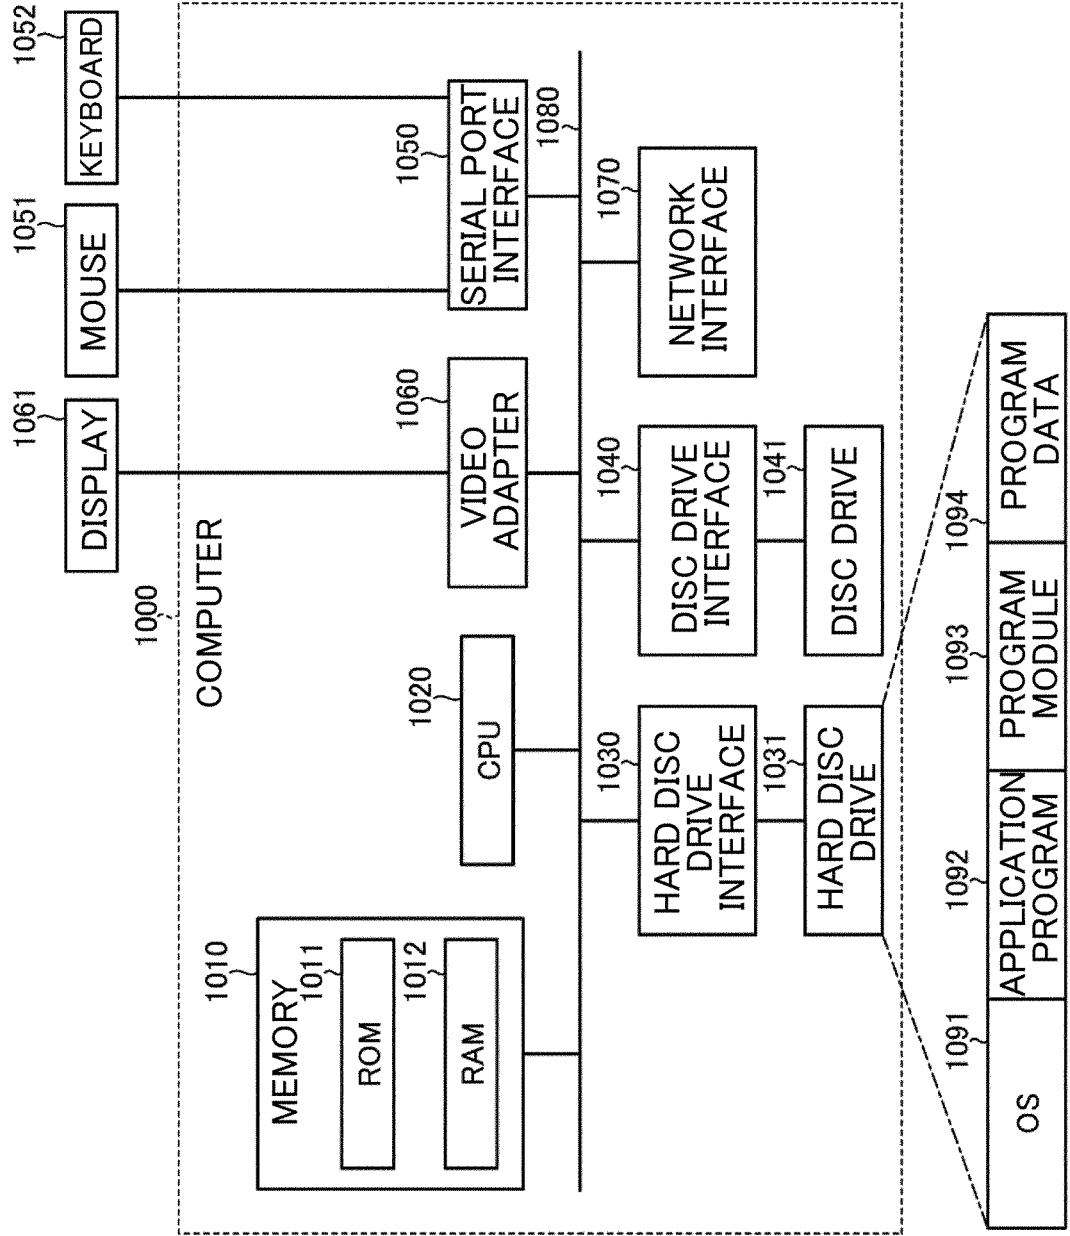 1000
COMPUTER
1010
MEMORY
1011
ROM
1012
RAM
1020
CPU
1061
DISPLAY
1051
MOUSE
1052
KEYBOARD
1060
VIDEO
ADAPTER
1050
SERIAL PORT
INTERFACE
1080
1030
HARD DISC
DRIVE
INTERFACE
1040
DISC DRIVE
INTERFACE
1070
NETWORK
INTERFACE
1031
HARD DISC
DRIVE
1041
DISC DRIVE
1091
OS
1092
APPLICATION
PROGRAM
1093
PROGRAM
MODULE
1094
PROGRAM
DATA